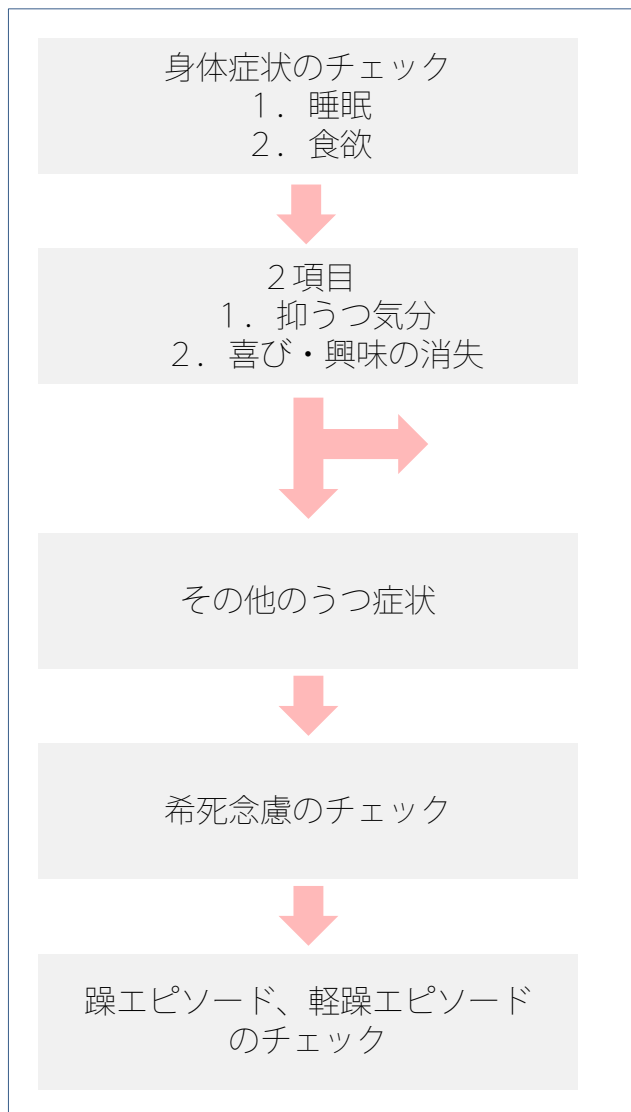 身体症状のチェック
１．睡眠
２．食欲
２項目
１．抑うつ気分
２．喜び・興味の消失
その他のうつ症状
希死念慮のチェック
躁エピソード、軽躁エピソード
のチェック